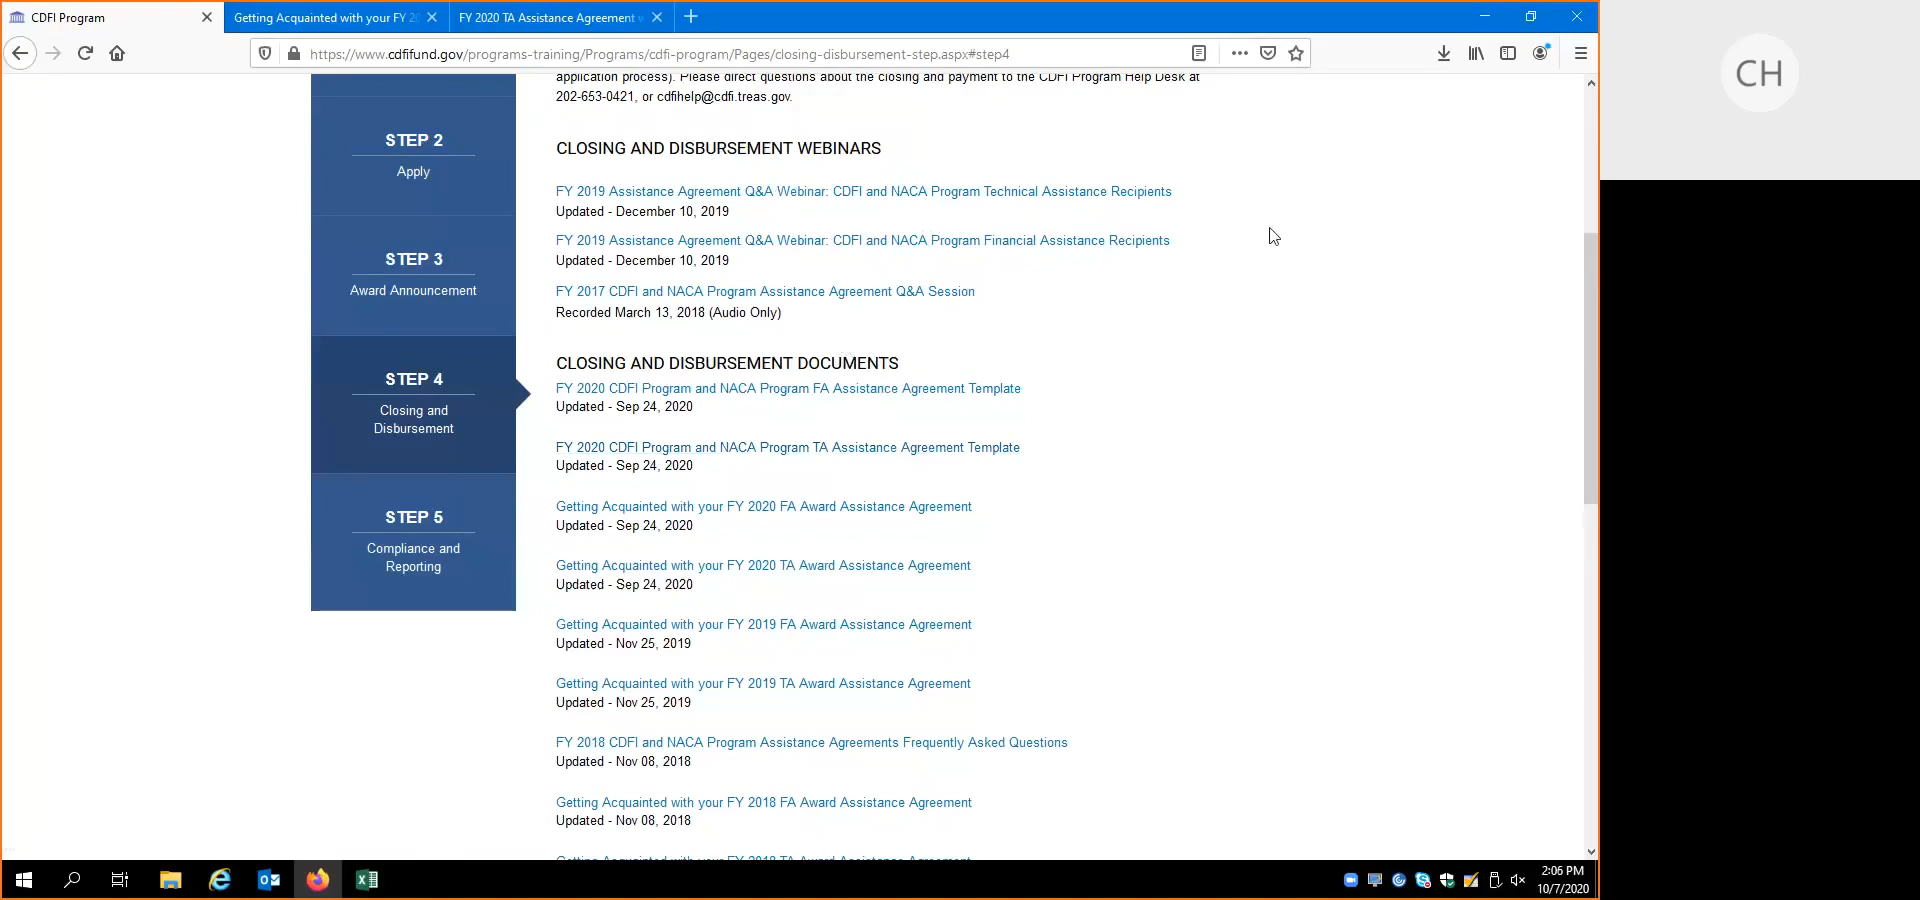 CDFI Program
Getting Acquainted with your FY 20
FY 2020 TA Assistance Agreement
https://www.cdfifund.gov/programs-training/Programs/cdfi-program/Pages/closing-disbursement-step.aspx#step4
CH
application process). Please direct questions about the closing and payment to the CDFI Program Help Desk at
202-653-0421, or cdfihelp@cdfi.treas.gov.
STEP 2
Apply
STEP 3
Award Announcement
STEP 4
Closing and
Disbursement
STEP 5
Compliance and
Reporting
CLOSING AND DISBURSEMENT WEBINARS
FY 2019 Assistance Agreement Q&A Webinar: CDFI and NACA Program Technical Assistance Recipients
Updated - December 10, 2019
FY 2019 Assistance Agreement Q&A Webinar: CDFI and NACA Program Financial Assistance Recipients
Updated - December 10, 2019
FY 2017 CDFI and NACA Program Assistance Agreement Q&A Session
Recorded March 13, 2018 (Audio Only)
CLOSING AND DISBURSEMENT DOCUMENTS
FY 2020 CDFI Program and NACA Program FA Assistance Agreement Template
Updated - Sep 24, 2020
FY 2020 CDFI Program and NACA Program TA Assistance Agreement Template
Updated - Sep 24, 2020
Getting Acquainted with your FY 2020 FA Award Assistance Agreement
Updated - Sep 24, 2020
Getting Acquainted with your FY 2020 TA Award Assistance Agreement
Updated - Sep 24, 2020
Getting Acquainted with your FY 2019 FA Award Assistance Agreement
Updated - Nov 25, 2019
Getting Acquainted with your FY 2019 TA Award Assistance Agreement
Updated - Nov 25, 2019
FY 2018 CDFI and NACA Program Assistance Agreements Frequently Asked Questions
Updated - Nov 08, 2018
Getting Acquainted with your FY 2018 FA Award Assistance Agreement
Updated - Nov 08, 2018
Getting Acquainted with your FY 2018 TA Award Assistance Agreement
2:06 PM
10/7/2020